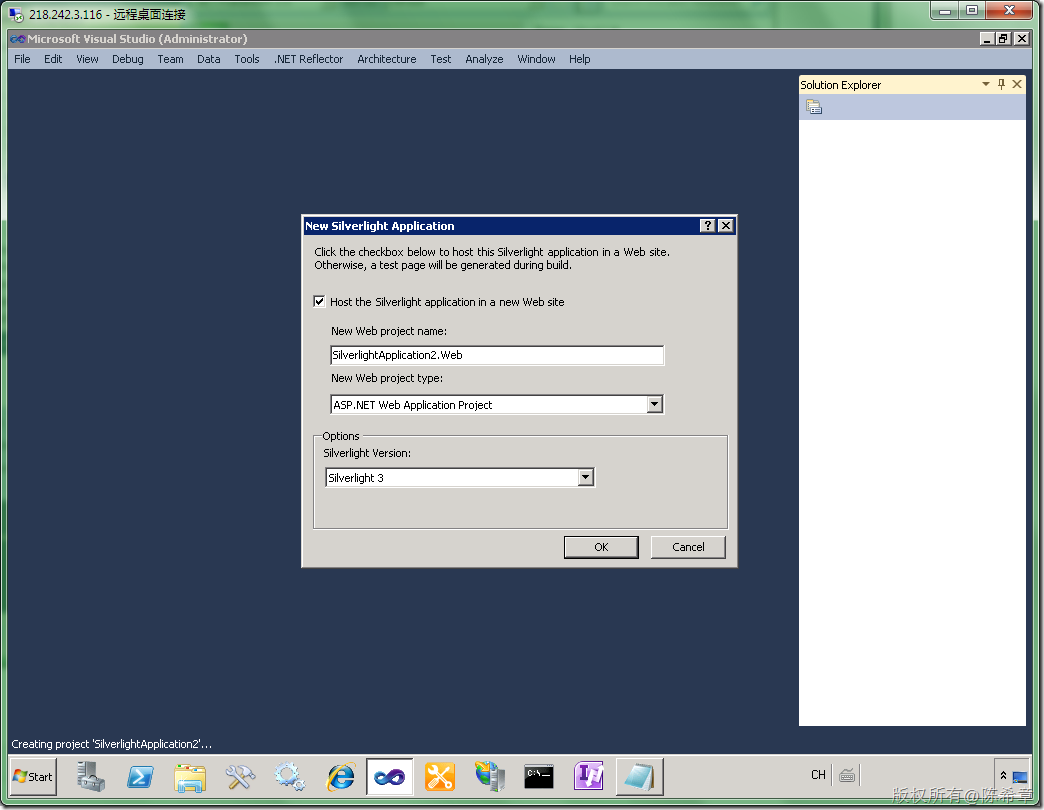 218.242.3.116 - 远程桌面连接
Microsoft Visual Studio (Administrator)
File Edit View Debug Team Data Tools .NET Reflector Architecture Test Analyze Window Help
Solution Explorer
New Silverlight Application
Click the checkbox below to host this Silverlight application in a Web site.
Otherwise, a test page will be generated during build.
Host the Silverlight application in a new Web site
New Web project name:
SilverlightApplication2.Web
New Web project type:
ASP.NET Web Application Project
Options
Silverlight Version:
Silverlight 3
OK Cancel
Creating project 'SilverlightApplication2'...
Start
C:\_
CH
版权所有@陈希章